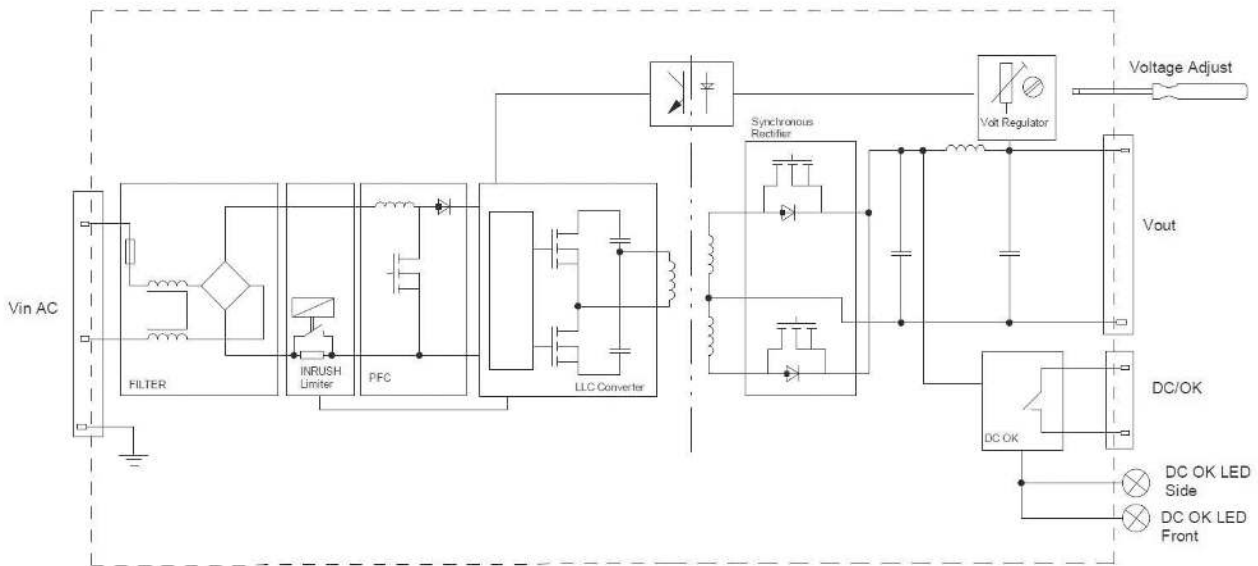 Voltage Adjust
Volt Regulator
Synchronous
Rectifier
Vout
Vin AC
FILTER
INRUSH
Limiter
PFC
LLC Converter
DC/OK
DC OK
DC OK LED
Side
DC OK LED
Front